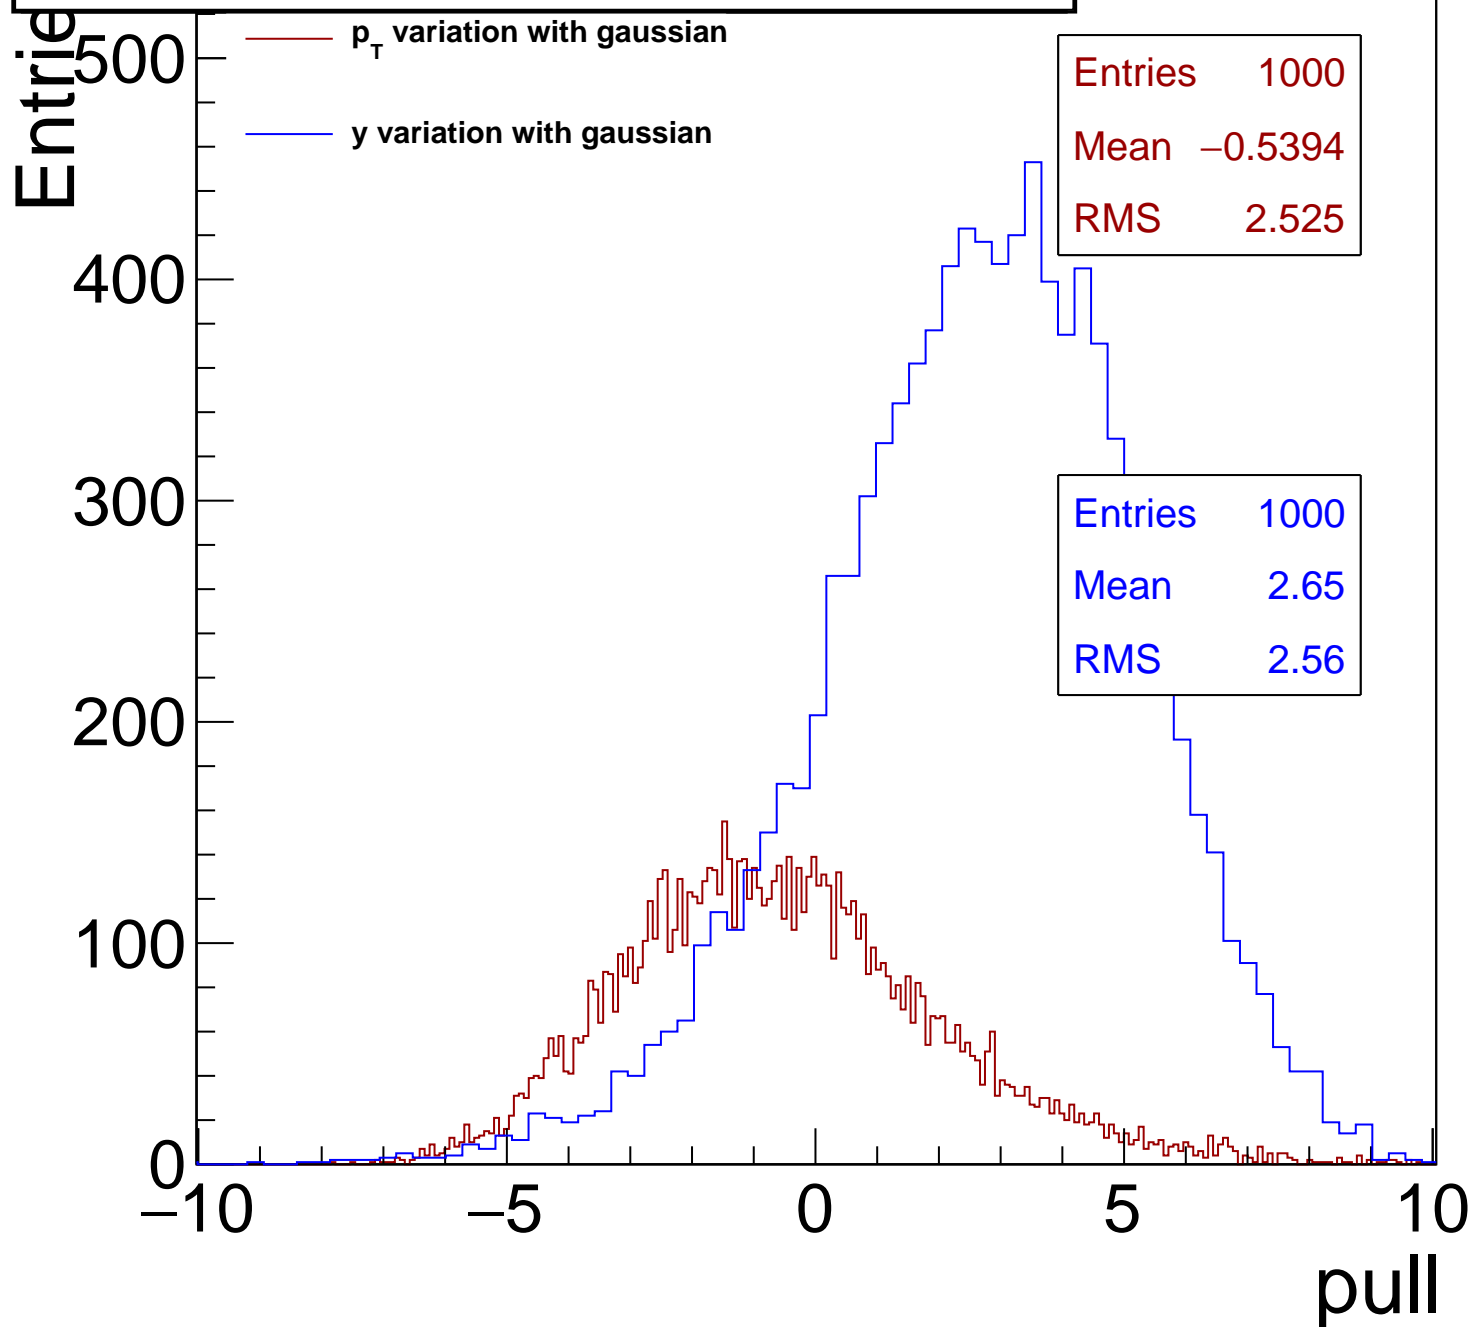 Entrie
p_T variation with gaussian
y variation with gaussian
Entries 1000
Mean −0.5394
RMS 2.525
Entries 1000
Mean 2.65
RMS 2.56
500
400
300
200
100
0
−10 −5 0 5 10
pull